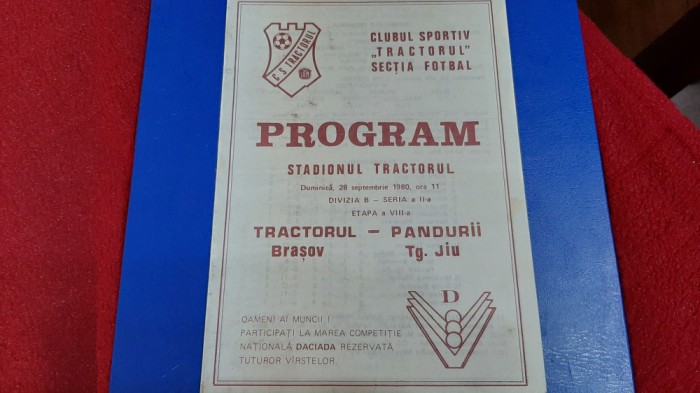 C.S. TRACTORUL
CLUBUL SPORTIV
„TRACTORUL"
SECȚIA FOTBAL
PROGRAM
STADIONUL TRACTORUL
Duminică, 28 septembrie 1980, ora 11
DIVIZIA B – SERIA a II-a
ETAPA a VIII-a
TRACTORUL – PANDURII
Brașov Tg. Jiu
D
OAMENI AI MUNCII !
PARTICIPAȚI LA MAREA COMPETIȚIE
NAȚIONALĂ DACIADA REZERVATĂ
TUTUROR VÎRSTELOR.